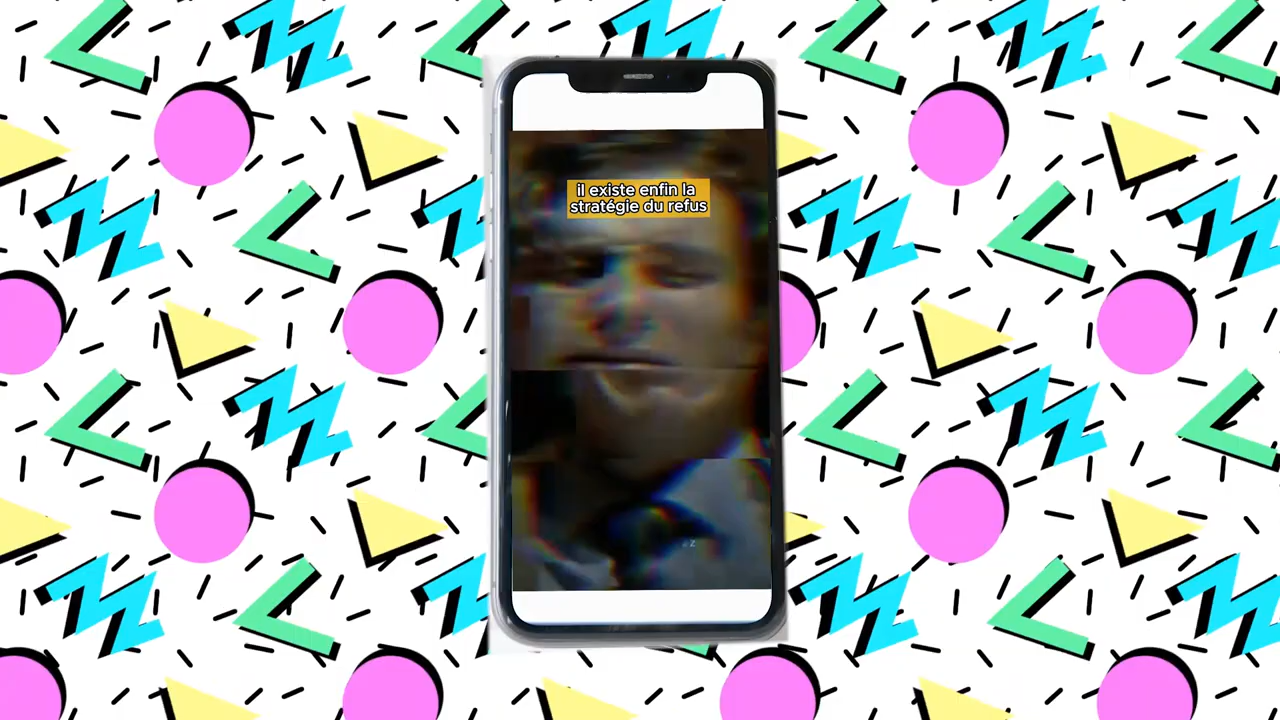 il existe enfin la
stratégie du refus